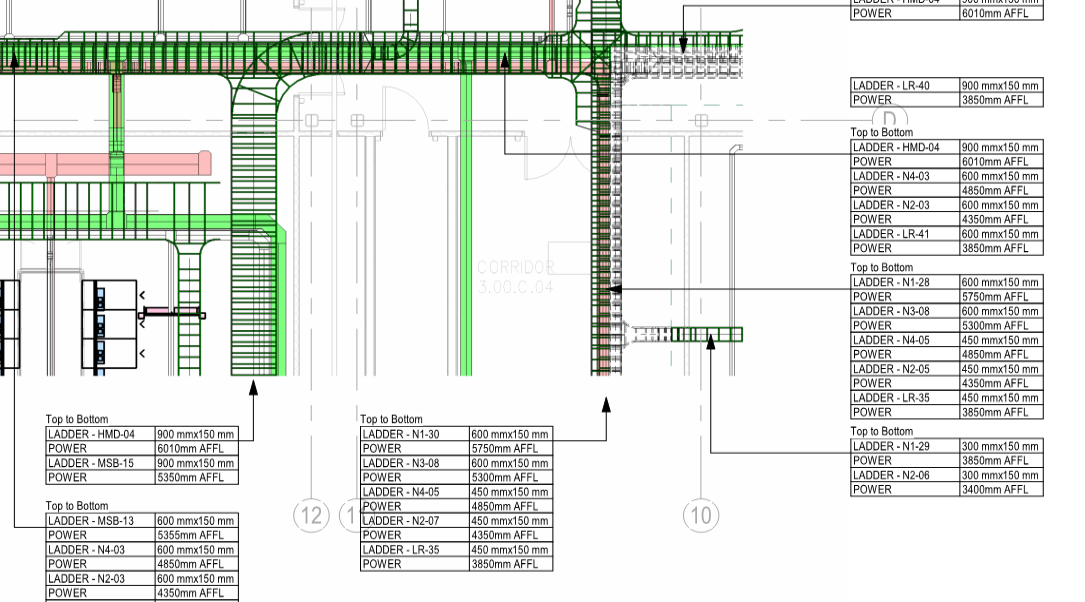 LADDER - HMD-04 900 mmx150 mm
POWER 6010mm AFFL
LADDER - LR-40 900 mmx150 mm
POWER 3850mm AFFL
D
Top to Bottom
LADDER - HMD-04 900 mmx150 mm
POWER 6010mm AFFL
LADDER - N4-03 600 mmx150 mm
POWER 4850mm AFFL
LADDER - N2-03 600 mmx150 mm
POWER 4350mm AFFL
LADDER - LR-41 600 mmx150 mm
POWER 3850mm AFFL
Top to Bottom
LADDER - N1-28 600 mmx150 mm
POWER 5750mm AFFL
LADDER - N3-08 600 mmx150 mm
POWER 5300mm AFFL
LADDER - N4-05 450 mmx150 mm
POWER 4850mm AFFL
LADDER - N2-05 450 mmx150 mm
POWER 4350mm AFFL
LADDER - LR-35 450 mmx150 mm
POWER 3850mm AFFL
Top to Bottom
LADDER - N1-29 300 mmx150 mm
POWER 3850mm AFFL
LADDER - N2-06 300 mmx150 mm
POWER 3400mm AFFL
CORRIDOR
3.00.C.04
Top to Bottom
LADDER - HMD-04 900 mmx150 mm
POWER 6010mm AFFL
LADDER - MSB-15 900 mmx150 mm
POWER 5350mm AFFL
Top to Bottom
LADDER - MSB-13 600 mmx150 mm
POWER 5355mm AFFL
LADDER - N4-03 600 mmx150 mm
POWER 4850mm AFFL
LADDER - N2-03 600 mmx150 mm
POWER 4350mm AFFL
Top to Bottom
LADDER - N1-30 600 mmx150 mm
POWER 5750mm AFFL
LADDER - N3-08 600 mmx150 mm
POWER 5300mm AFFL
LADDER - N4-05 450 mmx150 mm
POWER 4850mm AFFL
LADDER - N2-07 450 mmx150 mm
POWER 4350mm AFFL
LADDER - LR-35 450 mmx150 mm
POWER 3850mm AFFL
12
10